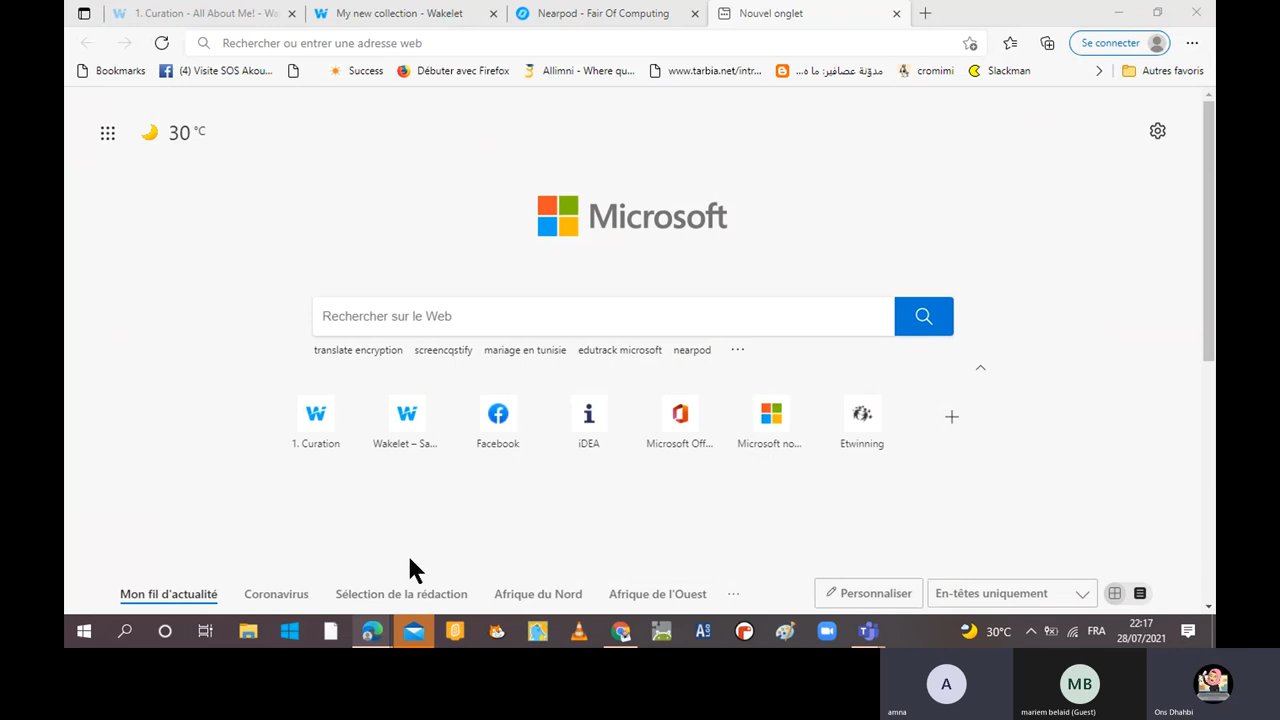 1. Curation - All About Me! - Wa
My new collection - Wakelet
Nearpod - Fair Of Computing
Nouvel onglet
Rechercher ou entrer une adresse web
Se connecter
Bookmarks
(4) Visite SOS Akou...
Success
Débuter avec Firefox
Allimni - Where qu...
www.tarbia.net/intr...
مدوّنة عصافير: ما ه...
cromimi
Slackman
Autres favoris
30 °C
Microsoft
Rechercher sur le Web
translate encryption
screencqstify
mariage en tunisie
edutrack microsoft
nearpod
1. Curation
Wakelet – Sa...
Facebook
iDEA
Microsoft Off...
Microsoft no...
Etwinning
Mon fil d'actualité
Coronavirus
Sélection de la rédaction
Afrique du Nord
Afrique de l'Ouest
Personnaliser
En-têtes uniquement
30°C
FRA
22:17
28/07/2021
A
amna
MB
mariem belaid (Guest)
Ons Dhahbi